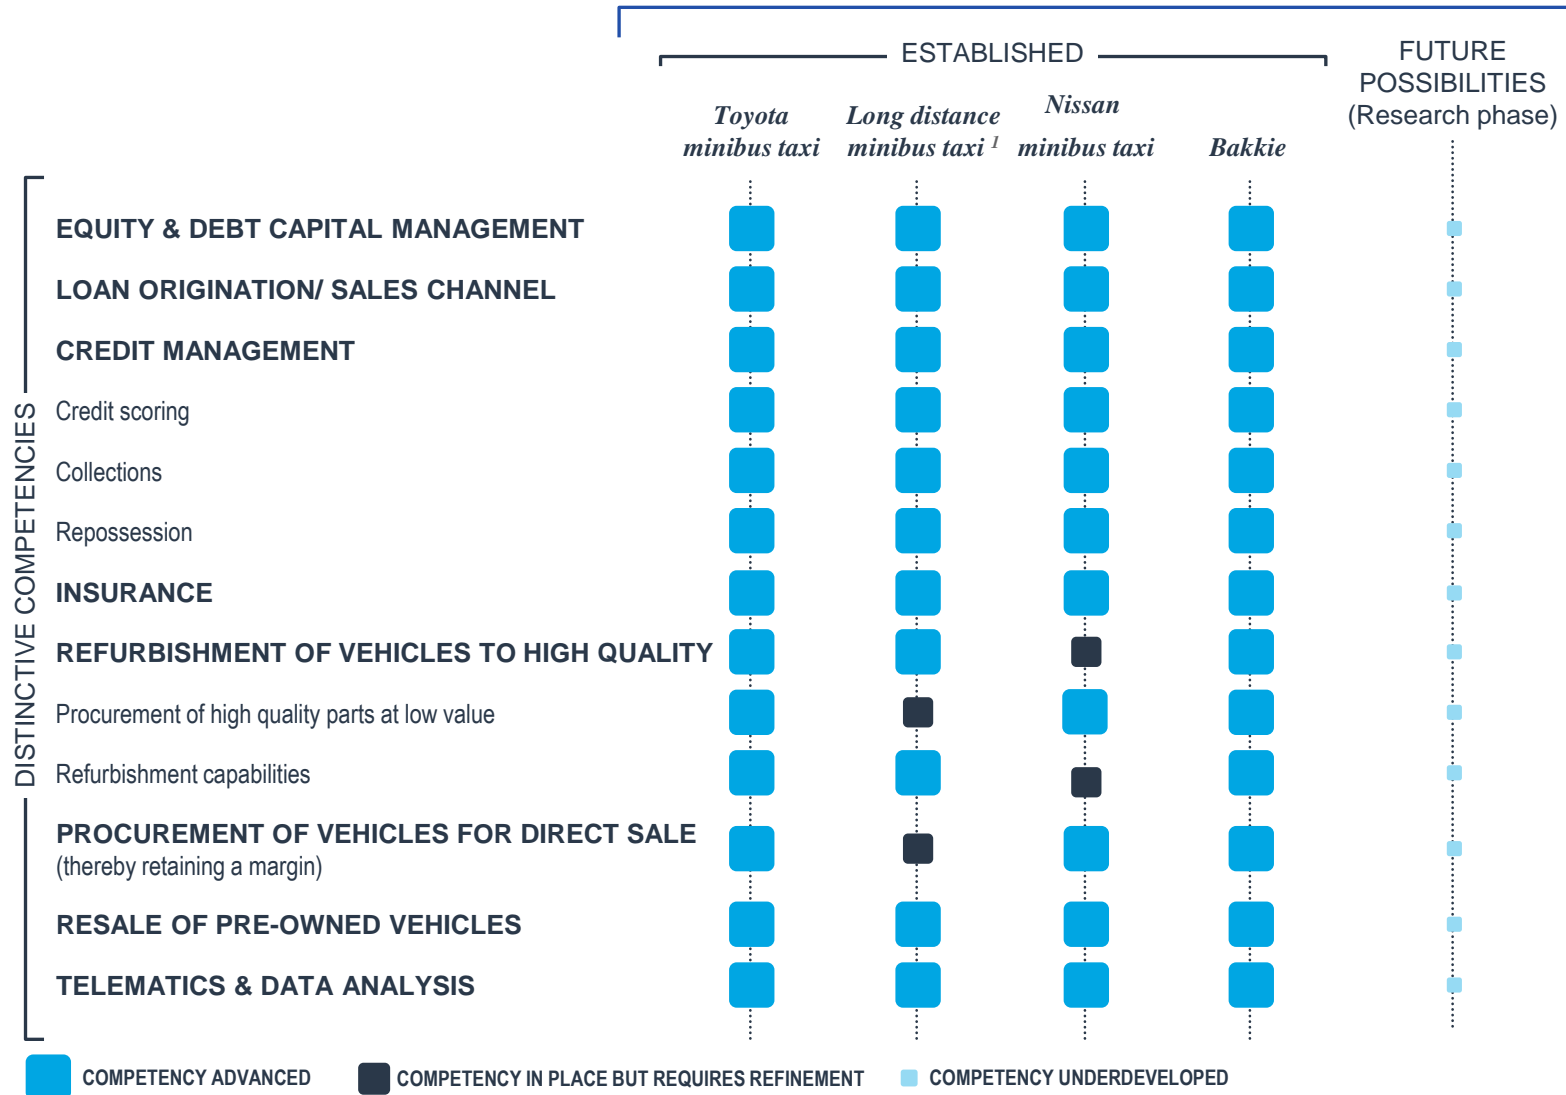 ESTABLISHED
FUTURE
POSSIBILITIES
(Research phase)
Toyota
minibus taxi
Long distance
minibus taxi 1
Nissan
minibus taxi
Bakkie
DISTINCTIVE COMPETENCIES
EQUITY & DEBT CAPITAL MANAGEMENT
LOAN ORIGINATION/ SALES CHANNEL
CREDIT MANAGEMENT
Credit scoring
Collections
Repossession
INSURANCE
REFURBISHMENT OF VEHICLES TO HIGH QUALITY
Procurement of high quality parts at low value
Refurbishment capabilities
PROCUREMENT OF VEHICLES FOR DIRECT SALE
(thereby retaining a margin)
RESALE OF PRE-OWNED VEHICLES
TELEMATICS & DATA ANALYSIS
COMPETENCY ADVANCED
COMPETENCY IN PLACE BUT REQUIRES REFINEMENT
COMPETENCY UNDERDEVELOPED